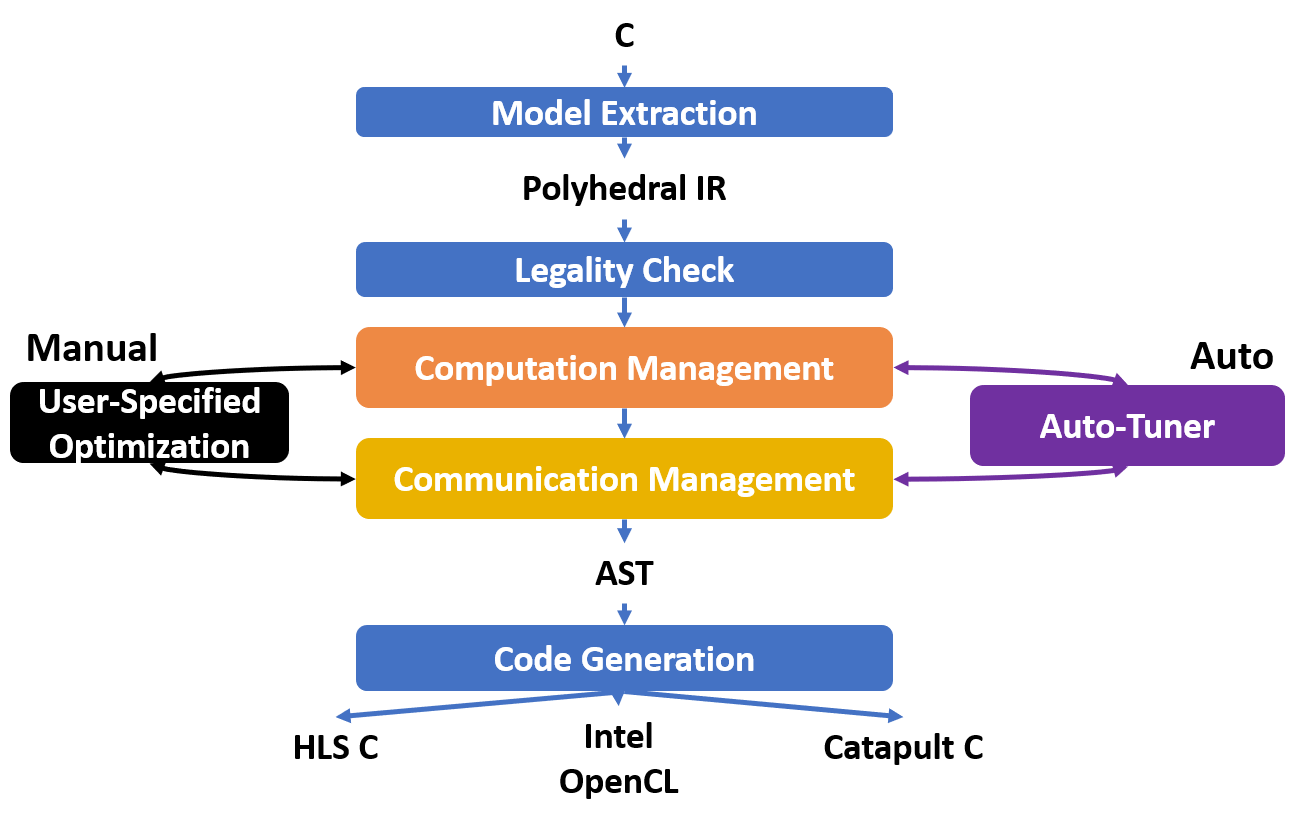 C
Model Extraction
Polyhedral IR
Legality Check
Manual
Computation Management
Auto
User-Specified
Optimization
Auto-Tuner
Communication Management
AST
Code Generation
HLS C
Intel
OpenCL
Catapult C